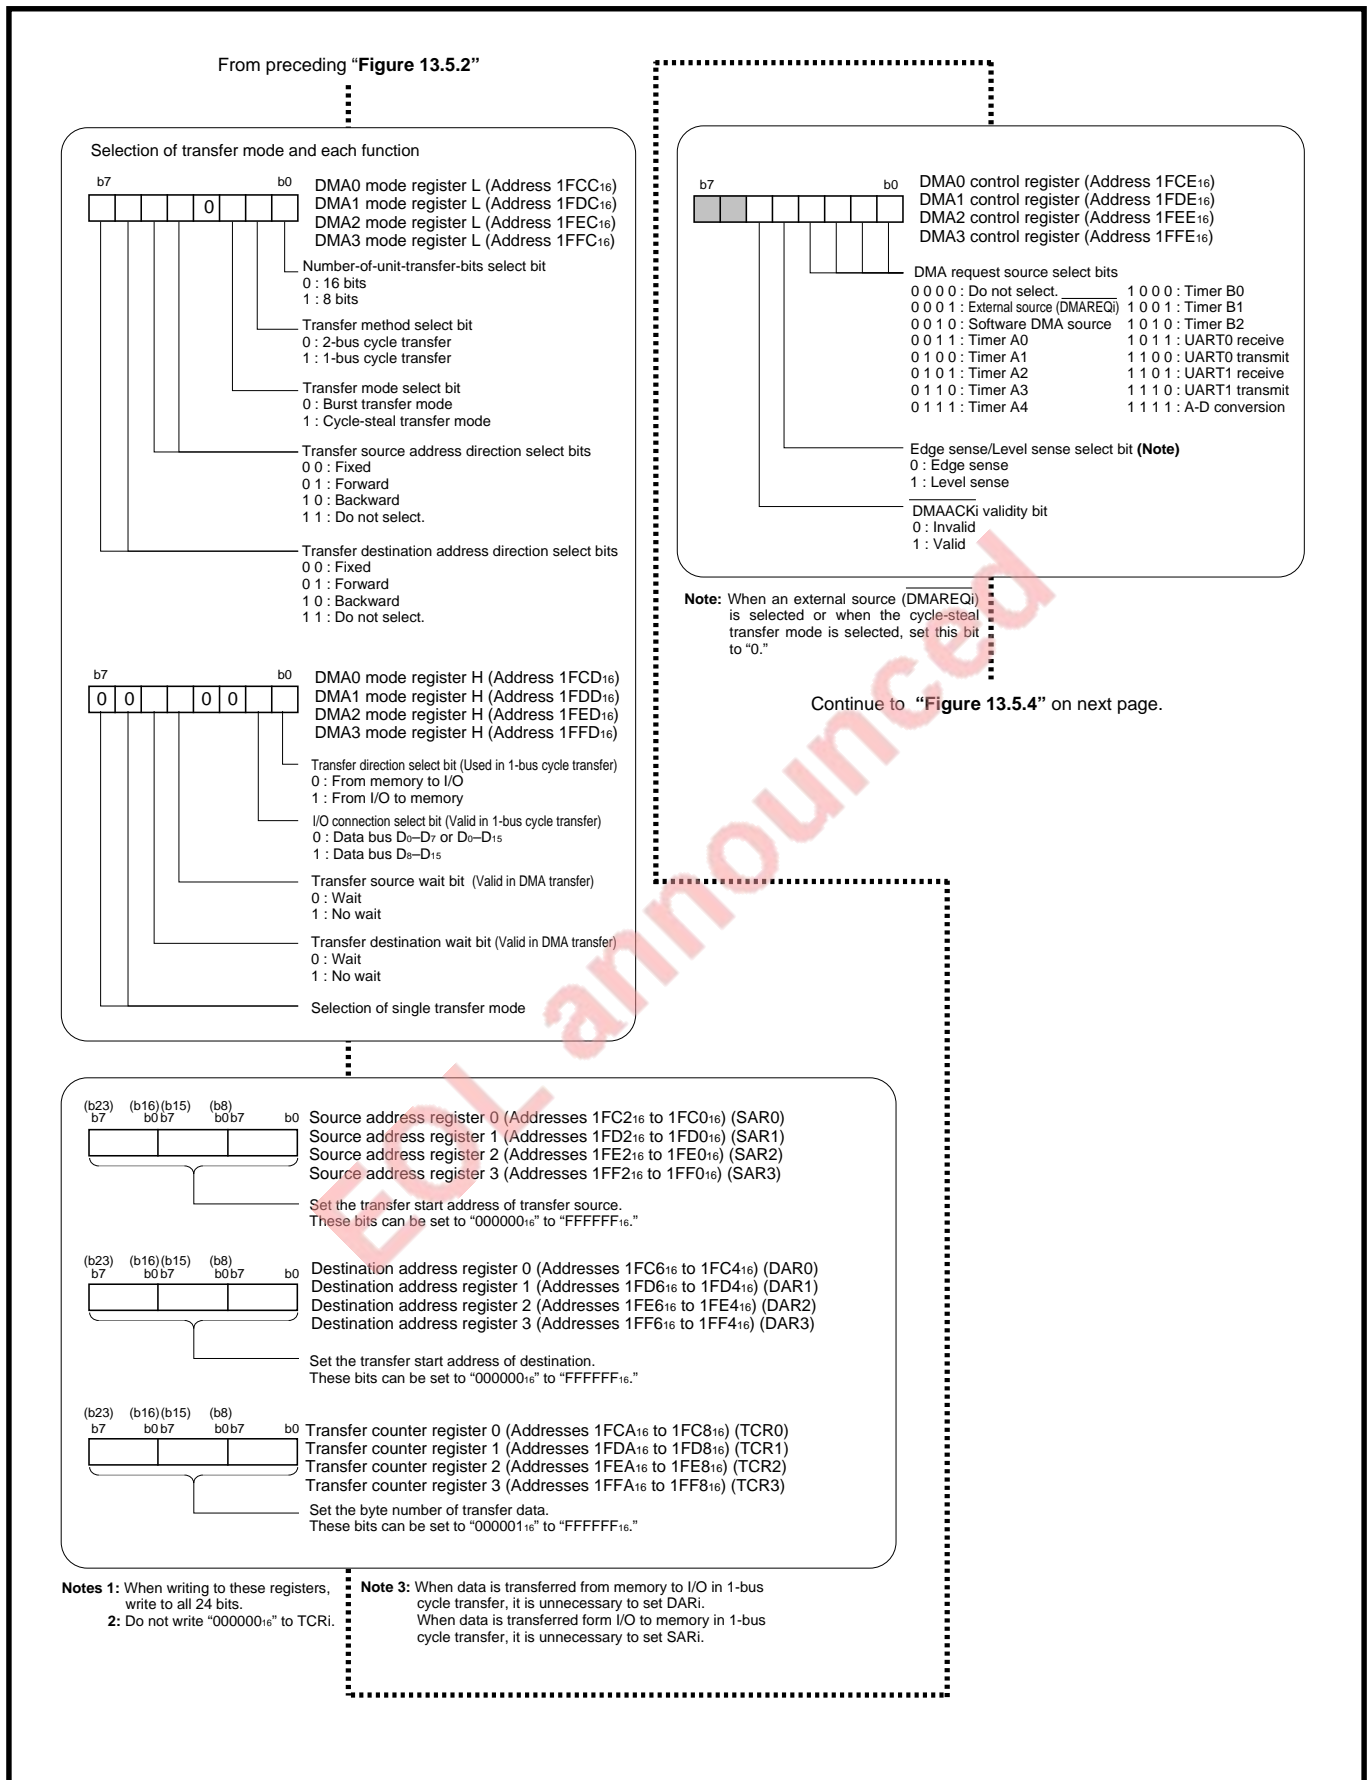 From preceding “Figure 13.5.2”
Selection of transfer mode and each function
b7 b0
0
DMA0 mode register L (Address 1FCC16)
DMA1 mode register L (Address 1FDC16)
DMA2 mode register L (Address 1FEC16)
DMA3 mode register L (Address 1FFC16)
Number-of-unit-transfer-bits select bit
0 : 16 bits
1 : 8 bits
Transfer method select bit
0 : 2-bus cycle transfer
1 : 1-bus cycle transfer
Transfer mode select bit
0 : Burst transfer mode
1 : Cycle-steal transfer mode
Transfer source address direction select bits
0 0 : Fixed
0 1 : Forward
1 0 : Backward
1 1 : Do not select.
Transfer destination address direction select bits
0 0 : Fixed
0 1 : Forward
1 0 : Backward
1 1 : Do not select.
b7 b0
0 0 0 0
DMA0 mode register H (Address 1FCD16)
DMA1 mode register H (Address 1FDD16)
DMA2 mode register H (Address 1FED16)
DMA3 mode register H (Address 1FFD16)
Transfer direction select bit (Used in 1-bus cycle transfer)
0 : From memory to I/O
1 : From I/O to memory
I/O connection select bit (Valid in 1-bus cycle transfer)
0 : Data bus D0–D7 or D0–D15
1 : Data bus D8–D15
Transfer source wait bit (Valid in DMA transfer)
0 : Wait
1 : No wait
Transfer destination wait bit (Valid in DMA transfer)
0 : Wait
1 : No wait
Selection of single transfer mode
(b23) (b16)(b15) (b8)
b7 b0 b7 b0 b7 b0
Source address register 0 (Addresses 1FC216 to 1FC016) (SAR0)
Source address register 1 (Addresses 1FD216 to 1FD016) (SAR1)
Source address register 2 (Addresses 1FE216 to 1FE016) (SAR2)
Source address register 3 (Addresses 1FF216 to 1FF016) (SAR3)
Set the transfer start address of transfer source.
These bits can be set to “00000016” to “FFFFFF16.”
(b23) (b16)(b15) (b8)
b7 b0 b7 b0 b7 b0
Destination address register 0 (Addresses 1FC616 to 1FC416) (DAR0)
Destination address register 1 (Addresses 1FD616 to 1FD416) (DAR1)
Destination address register 2 (Addresses 1FE616 to 1FE416) (DAR2)
Destination address register 3 (Addresses 1FF616 to 1FF416) (DAR3)
Set the transfer start address of destination.
These bits can be set to “00000016” to “FFFFFF16.”
(b23) (b16)(b15) (b8)
b7 b0 b7 b0 b7 b0
Transfer counter register 0 (Addresses 1FCA16 to 1FC816) (TCR0)
Transfer counter register 1 (Addresses 1FDA16 to 1FD816) (TCR1)
Transfer counter register 2 (Addresses 1FEA16 to 1FE816) (TCR2)
Transfer counter register 3 (Addresses 1FFA16 to 1FF816) (TCR3)
Set the byte number of transfer data.
These bits can be set to “00000116” to “FFFFFF16.”
Notes 1: When writing to these registers,
write to all 24 bits.
2: Do not write “00000016” to TCRi.
Note 3: When data is transferred from memory to I/O in 1-bus
cycle transfer, it is unnecessary to set DARi.
When data is transferred form I/O to memory in 1-bus
cycle transfer, it is unnecessary to set SARi.
b7 b0
DMA0 control register (Address 1FCE16)
DMA1 control register (Address 1FDE16)
DMA2 control register (Address 1FEE16)
DMA3 control register (Address 1FFE16)
DMA request source select bits
0 0 0 0 : Do not select. 1 0 0 0 : Timer B0
0 0 0 1 : External source (DMAREQi) 1 0 0 1 : Timer B1
0 0 1 0 : Software DMA source 1 0 1 0 : Timer B2
0 0 1 1 : Timer A0 1 0 1 1 : UART0 receive
0 1 0 0 : Timer A1 1 1 0 0 : UART0 transmit
0 1 0 1 : Timer A2 1 1 0 1 : UART1 receive
0 1 1 0 : Timer A3 1 1 1 0 : UART1 transmit
0 1 1 1 : Timer A4 1 1 1 1 : A-D conversion
Edge sense/Level sense select bit (Note)
0 : Edge sense
1 : Level sense
DMAACKi validity bit
0 : Invalid
1 : Valid
Note: When an external source (DMAREQi)
is selected or when the cycle-steal
transfer mode is selected, set this bit
to “0.”
Continue to “Figure 13.5.4” on next page.
EOL announced